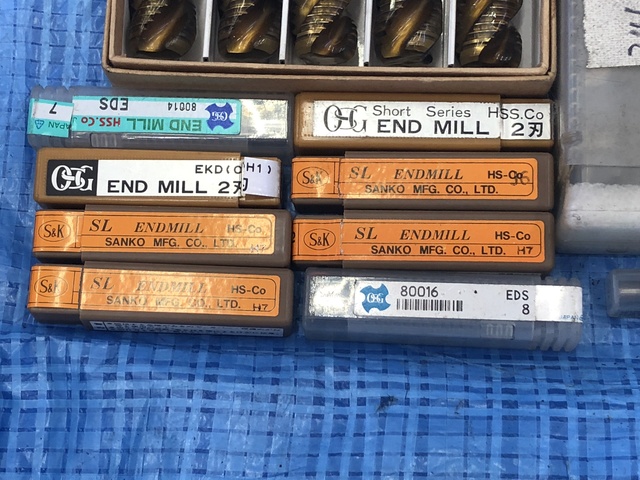 7
JAPAN
END MILL HSS.Co
EDS
80014
OSG
Short Series HSS.Co
END MILL 2刃
OSG
EKD(OH1)
END MILL 2刃
S&K
SL ENDMILL HS-Co
SANKO MFG. CO., LTD.
S&K
SL ENDMILL HS-Co
SANKO MFG. CO., LTD.
S&K
SL ENDMILL HS-Co
SANKO MFG. CO., LTD. H7
S&K
SL ENDMILL HS-Co
SANKO MFG. CO., LTD. H7
OSG
80016 EDS
8